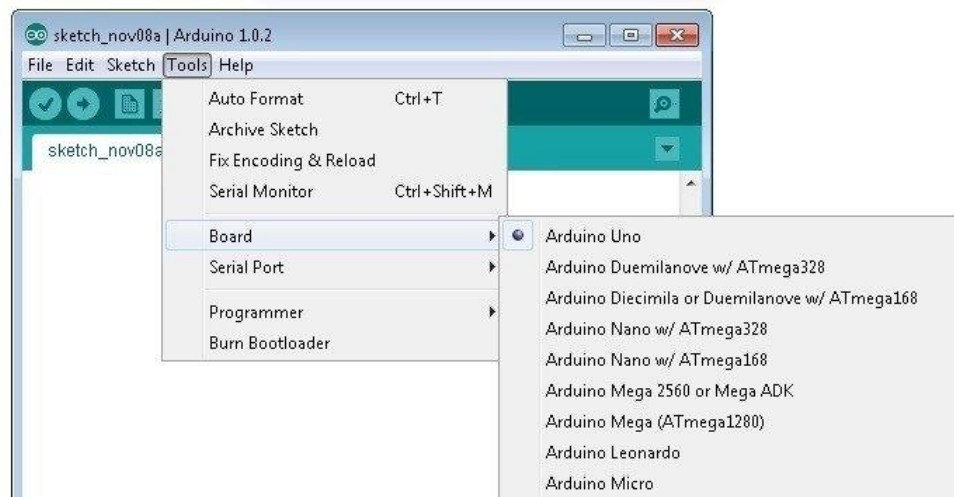 sketch_nov08a | Arduino 1.0.2
File Edit Sketch Tools Help
sketch_nov08a
Auto Format Ctrl+T
Archive Sketch
Fix Encoding & Reload
Serial Monitor Ctrl+Shift+M
Board
Serial Port
Programmer
Burn Bootloader
Arduino Uno
Arduino Duemilanove w/ ATmega328
Arduino Diecimila or Duemilanove w/ ATmega168
Arduino Nano w/ ATmega328
Arduino Nano w/ ATmega168
Arduino Mega 2560 or Mega ADK
Arduino Mega (ATmega1280)
Arduino Leonardo
Arduino Micro